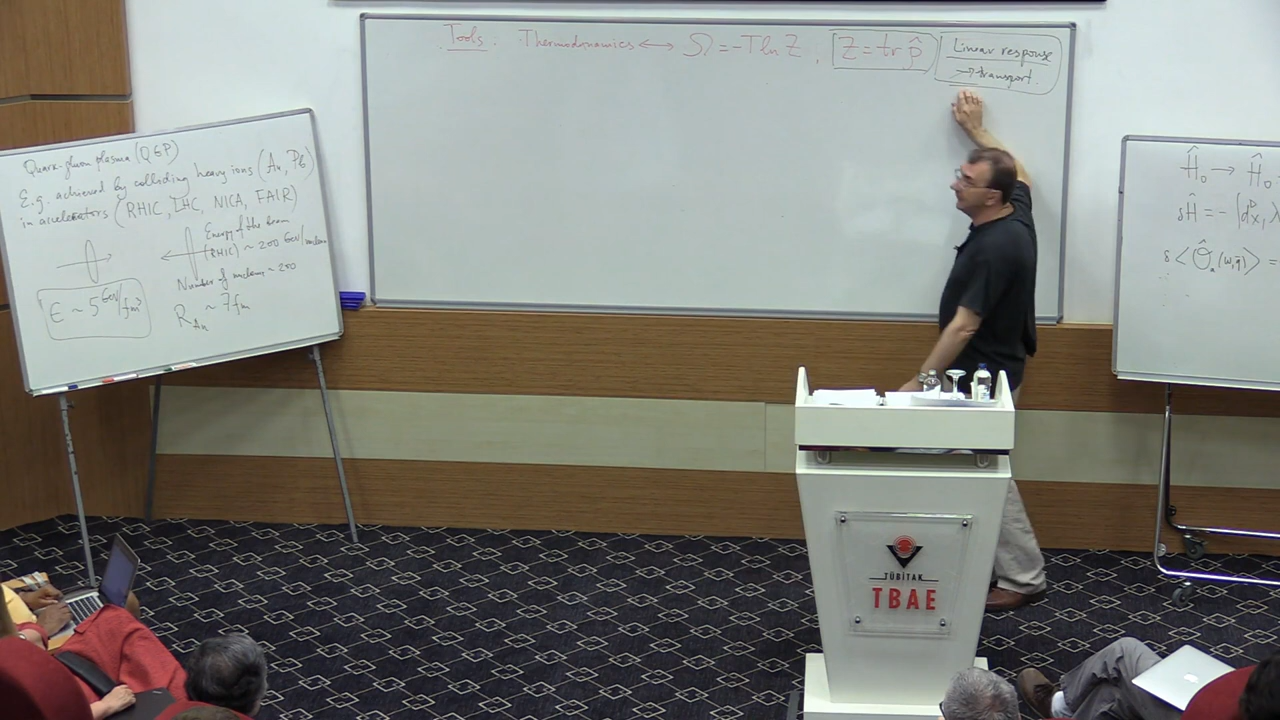 Tools: Thermodynamics ↔ Ω = -T ln Z, Z = tr ρ̂
Linear response
→ transport.
Quark-gluon plasma (QGP)
E.g. achieved by colliding heavy ions (Au, Pb)
in accelerators (RHIC, LHC, NICA, FAIR)
Energy of the beam
(RHIC) ~ 200 GeV/nucleon
Number of nucleons ~ 200
ϵ ~ 5 GeV/fm³
R_Au ~ 7 fm
Ĥ₀ → Ĥ₀
δĤ = -∫dᴰx, λ
δ⟨Ô_a(ω, q̄)⟩ =
TÜBİTAK
TBAE